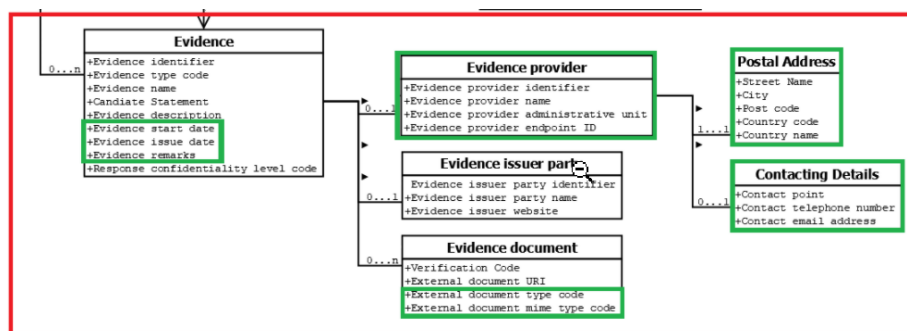 Evidence
+Evidence identifier
+Evidence type code
+Evidence name
+Candiate Statement
+Evidence description
+Evidence start date
+Evidence issue date
+Evidence remarks
+Response confidentiality level code
0...n
Evidence provider
+Evidence provider identifier
+Evidence provider name
+Evidence provider administrative unit
+Evidence provider endpoint ID
0...1
Evidence issuer party
Evidence issuer party identifier
+Evidence issuer party name
+Evidence issuer website
0...1
Evidence document
+Verification Code
+External document URI
+External document type code
+External document mime type code
0...n
Postal Address
+Street Name
+City
+Post code
+Country code
+Country name
1...1
Contacting Details
+Contact point
+Contact telephone number
+Contact email address
0...1